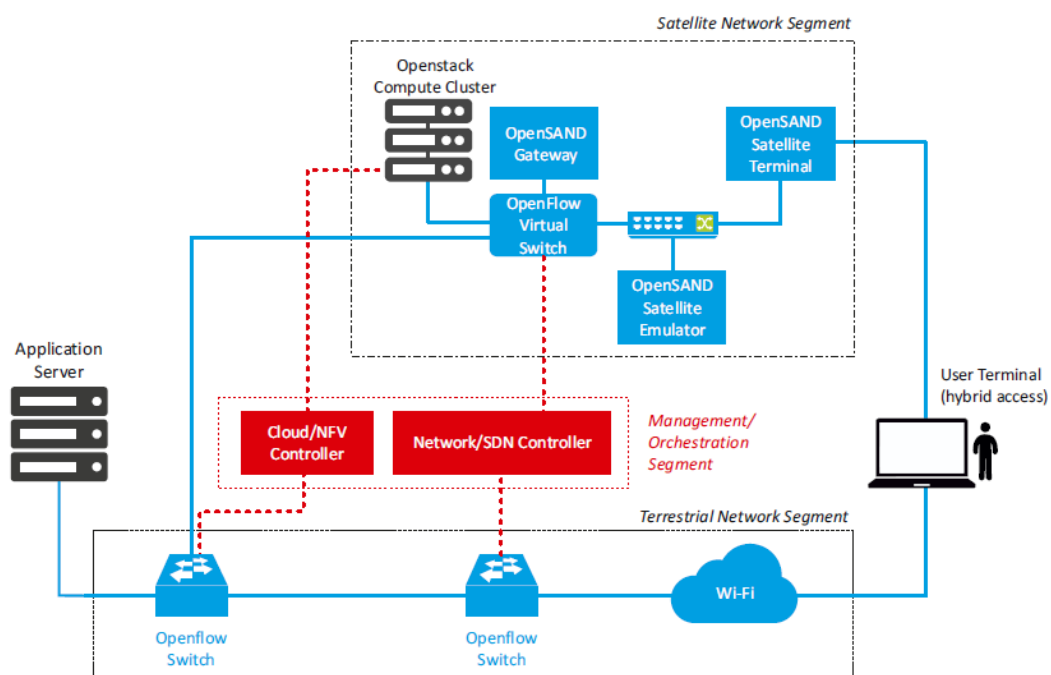 Satellite Network Segment
Openstack
Compute Cluster
OpenSAND
Gateway
OpenSAND
Satellite
Terminal
OpenFlow
Virtual
Switch
OpenSAND
Satellite
Emulator
Application
Server
User Terminal
(hybrid access)
Cloud/NFV
Controller
Network/SDN Controller
Management/
Orchestration
Segment
Terrestrial Network Segment
Wi-Fi
Openflow
Switch
Openflow
Switch